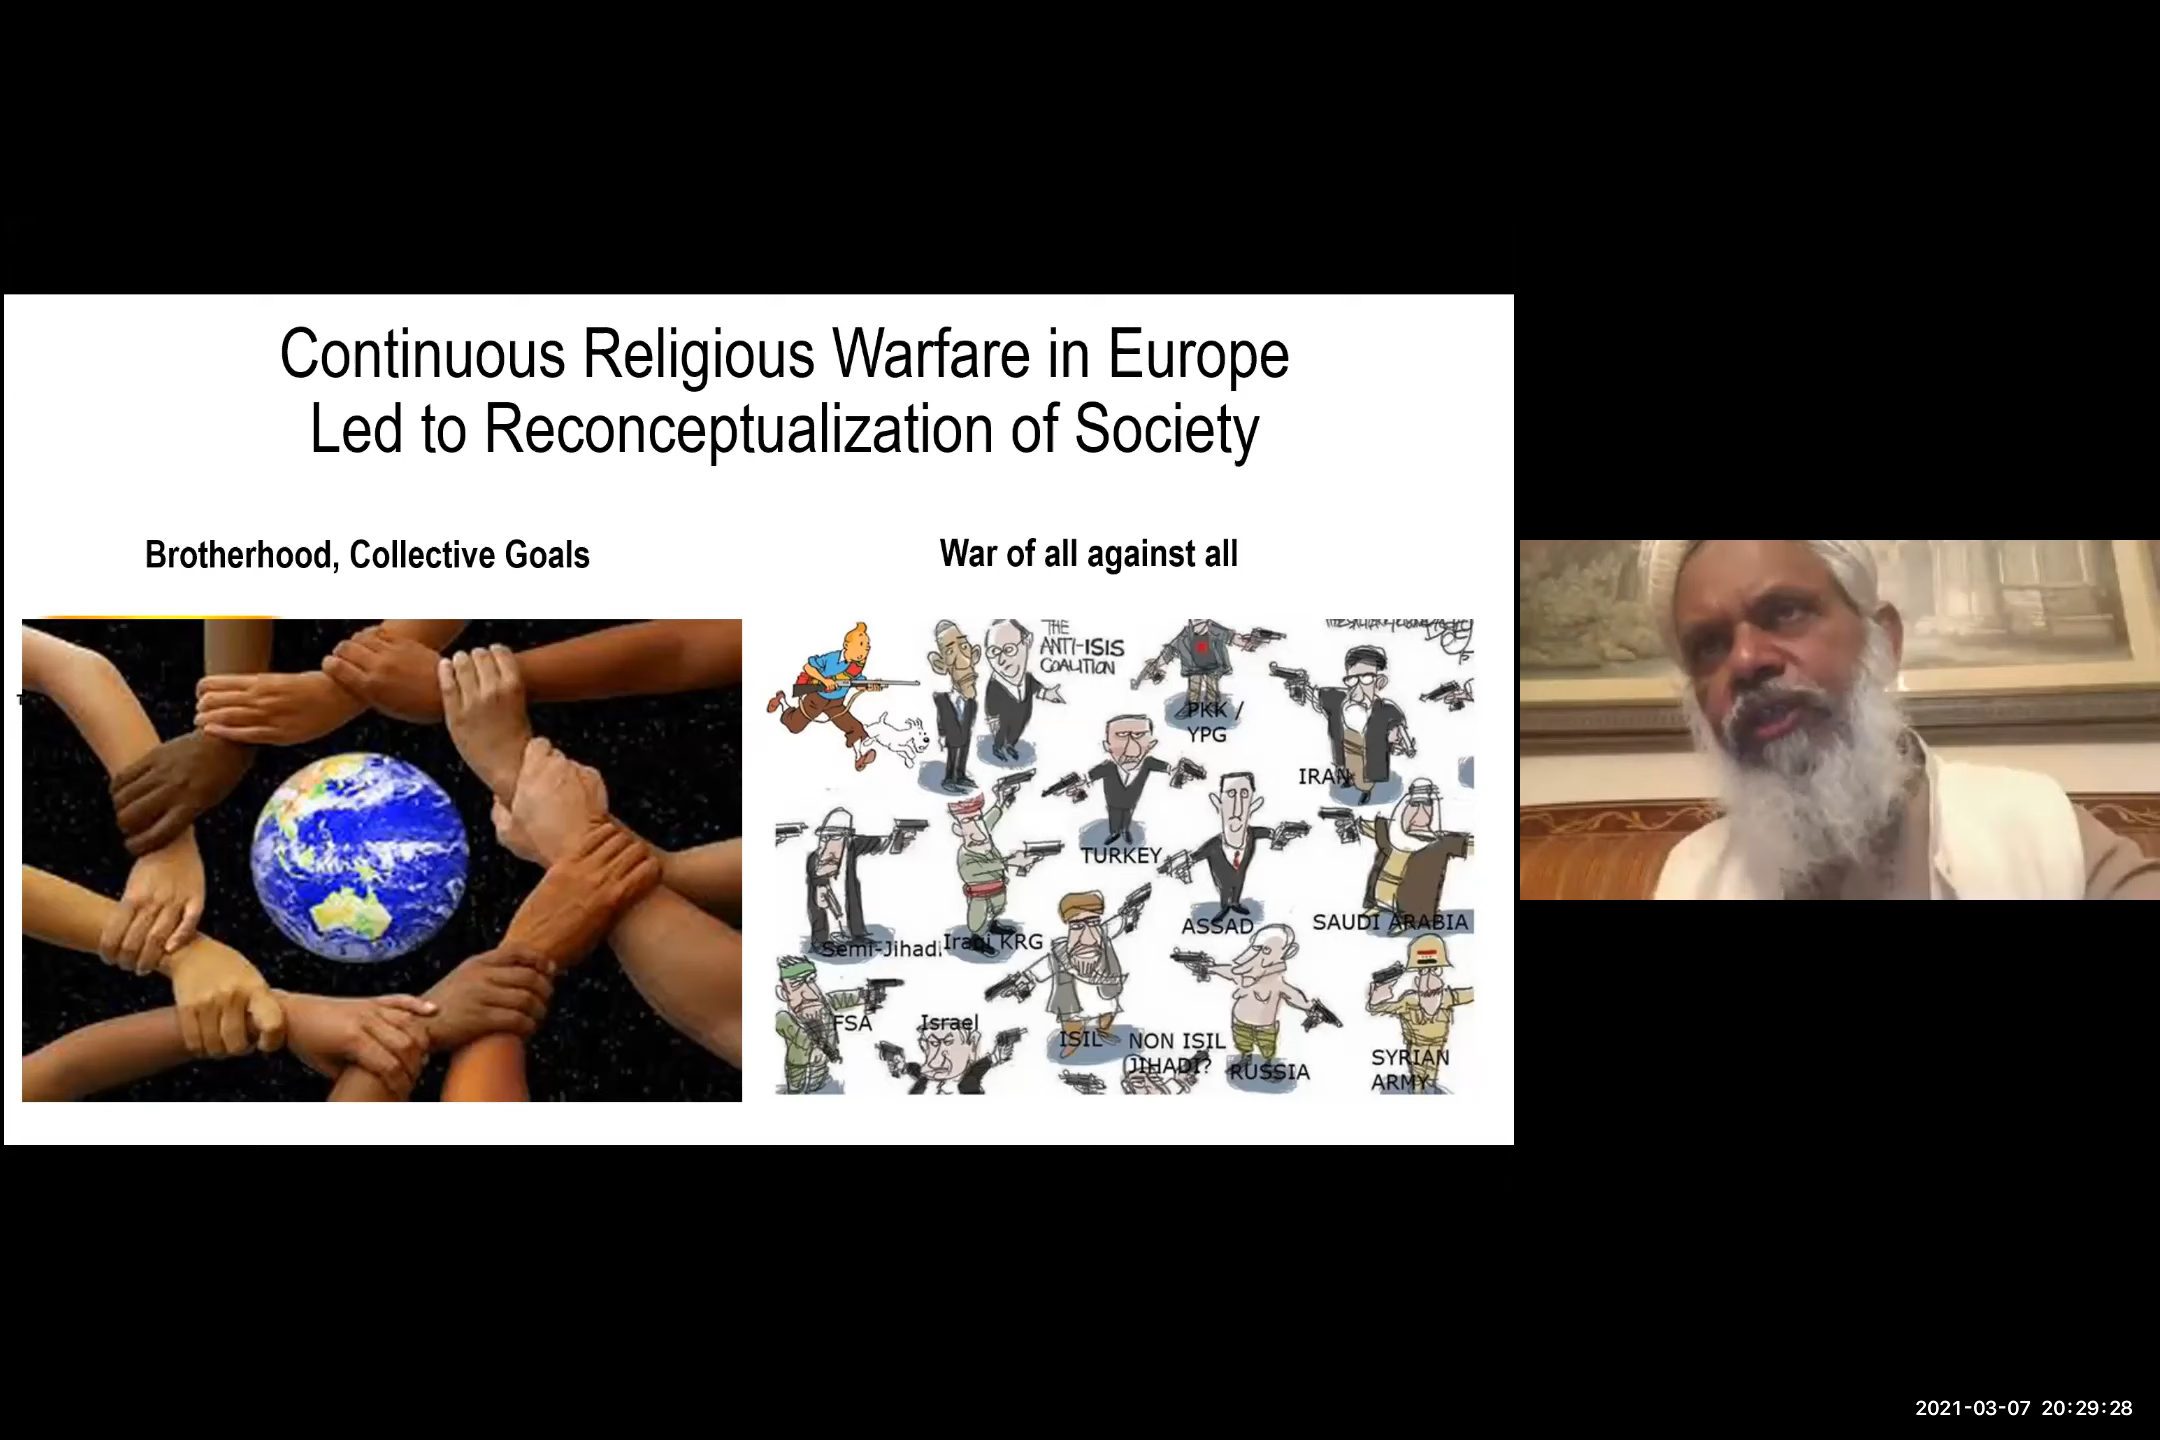 Continuous Religious Warfare in Europe
Led to Reconceptualization of Society
Brotherhood, Collective Goals
War of all against all
THE
ANTI-ISIS
COALITION
PKK /
YPG
IRAN
TURKEY
ASSAD
SAUDI ARABIA
Semi-Jihadi
Iraqi KRG
FSA
Israel
ISIL
NON ISIL
JIHADI?
RUSSIA
SYRIAN
ARMY
2021-03-07 20:29:28